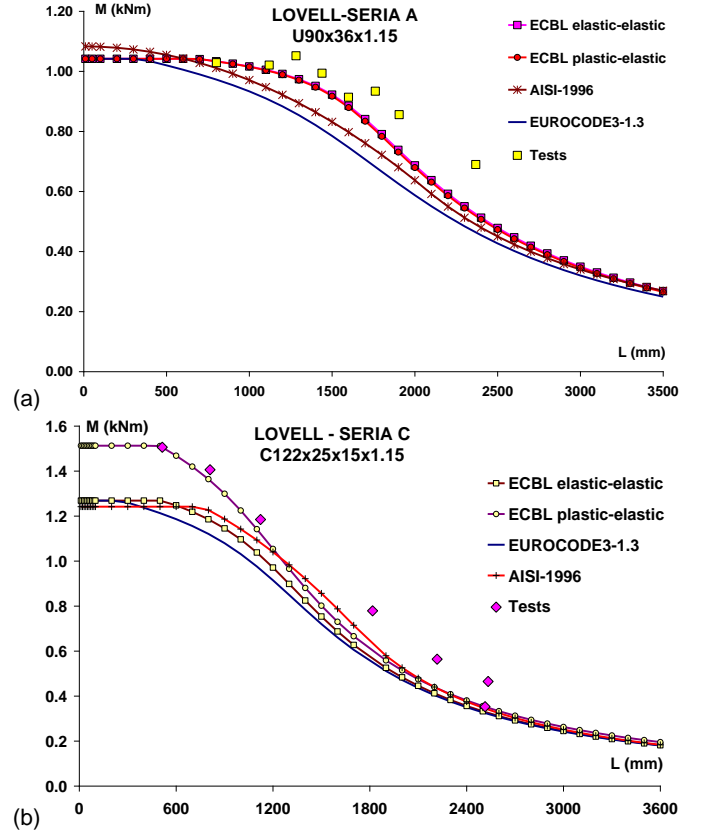 M (kNm)
LOVELL-SERIA A
U90x36x1.15
ECBL elastic-elastic
ECBL plastic-elastic
AISI-1996
EUROCODE3-1.3
Tests
1.20
1.00
0.80
0.60
0.40
0.20
0.00
L (mm)
0 500 1000 1500 2000 2500 3000 3500
(a)
M (kNm)
LOVELL - SERIA C
C122x25x15x1.15
ECBL elastic-elastic
ECBL plastic-elastic
EUROCODE3-1.3
AISI-1996
Tests
1.6
1.4
1.2
1.0
0.8
0.6
0.4
0.2
0.0
L (mm)
0 600 1200 1800 2400 3000 3600
(b)